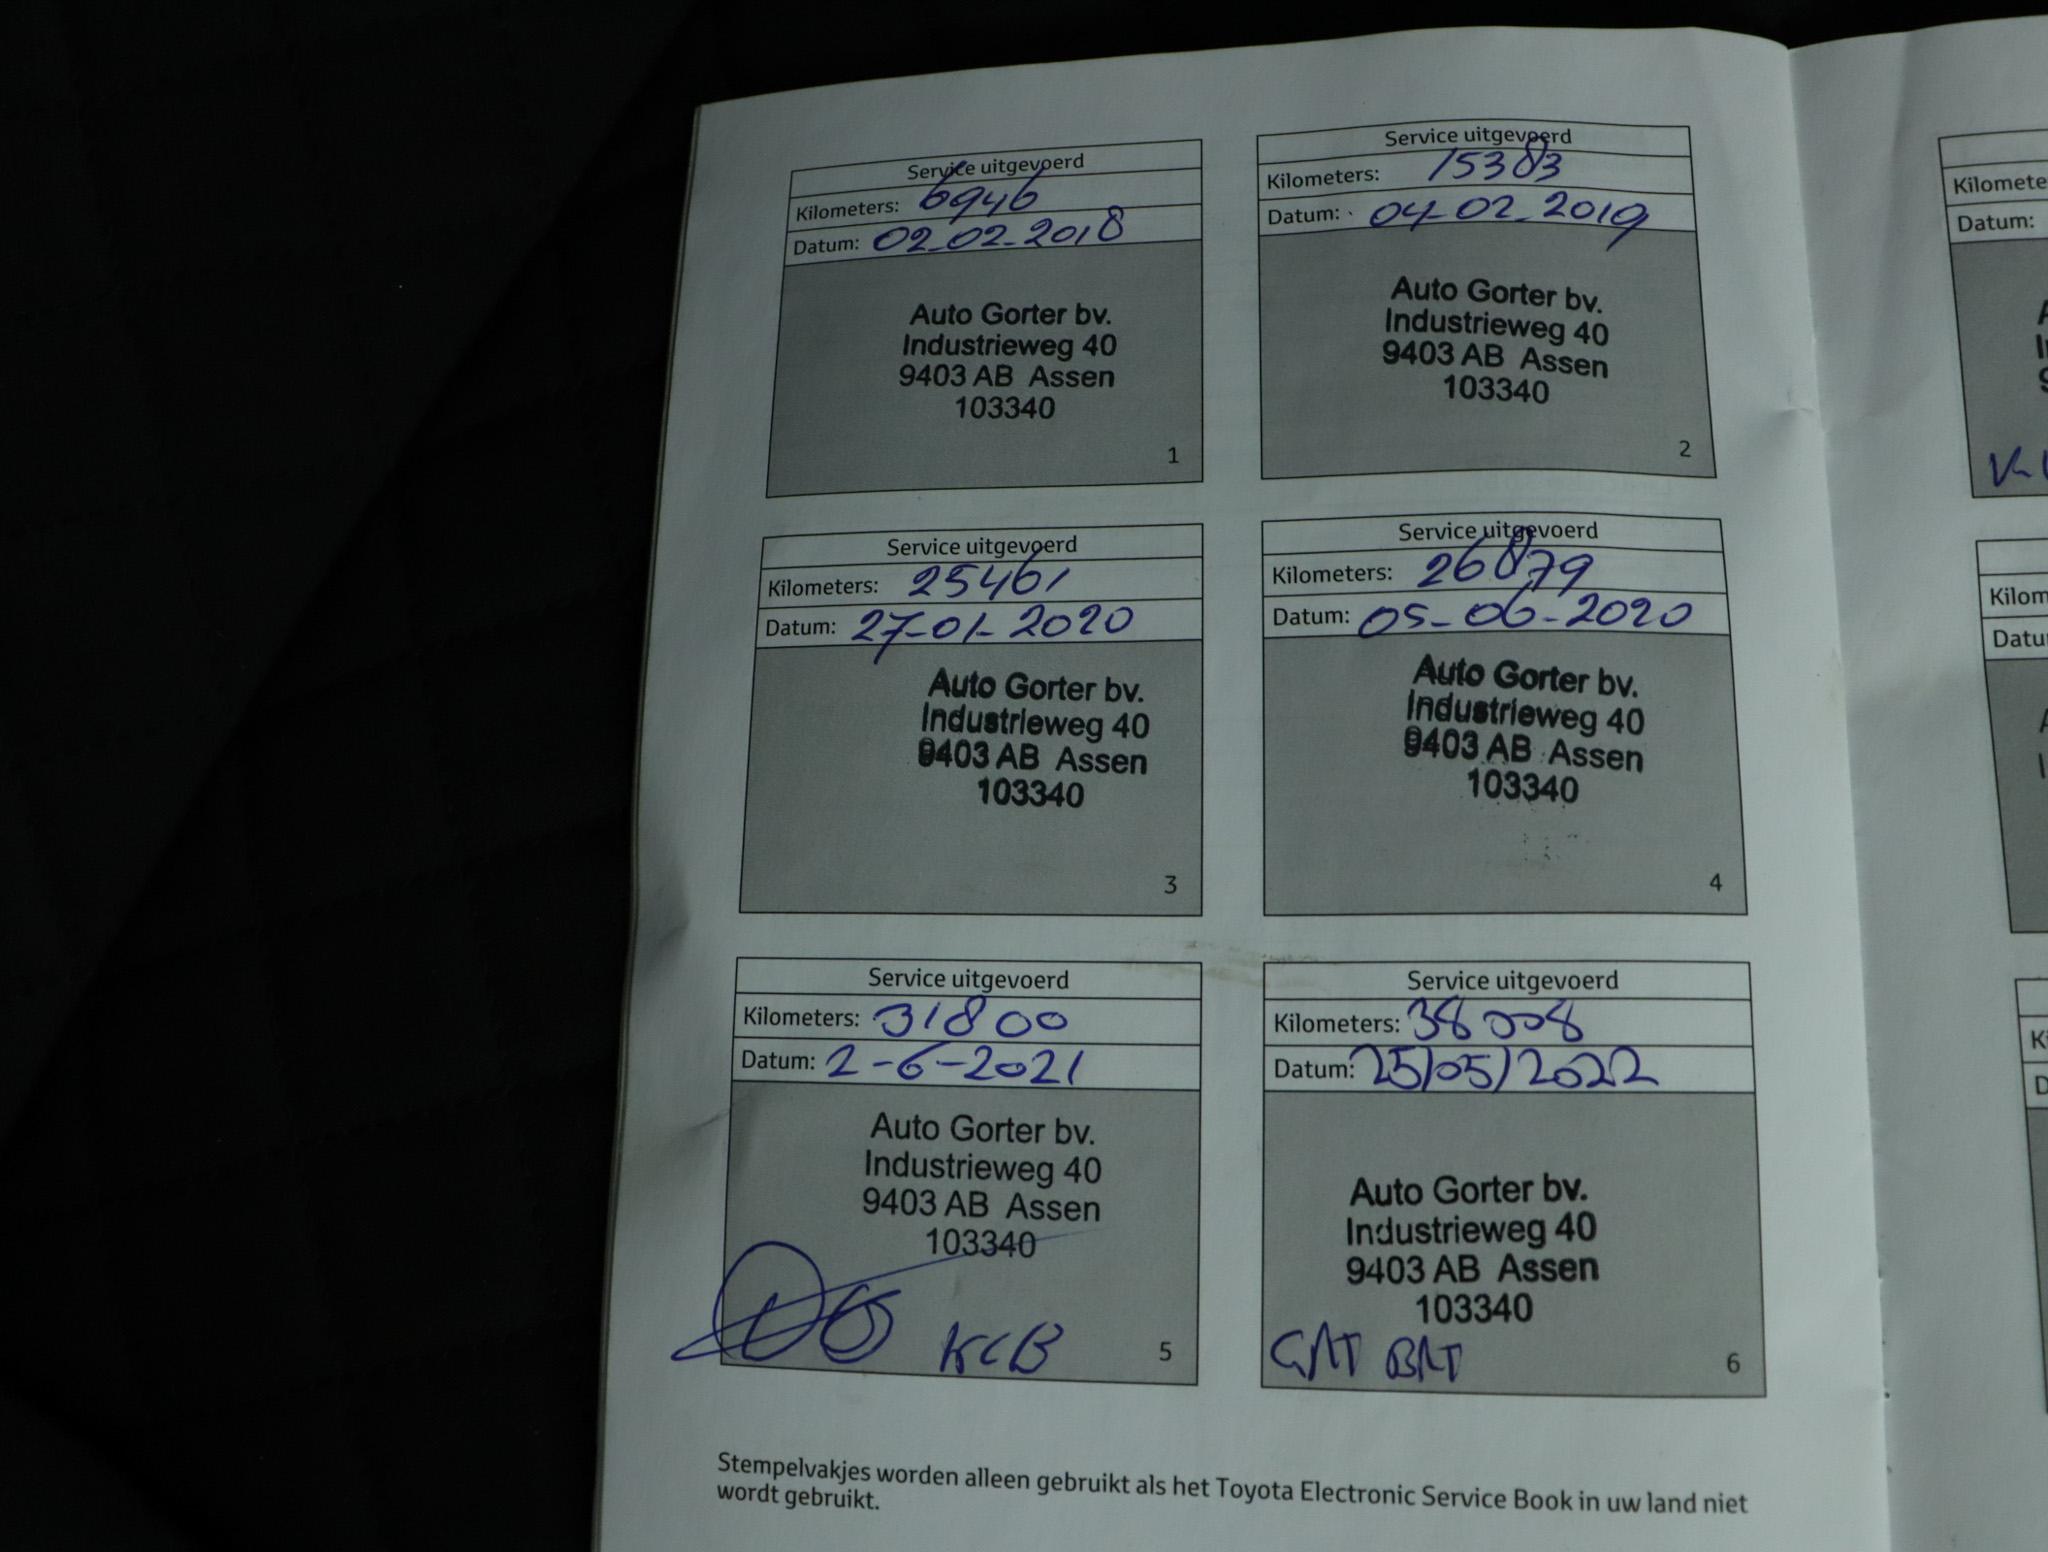 Service uitgevoerd
Kilometers: 6946
Datum: 02-02-2018
Auto Gorter bv.
Industrieweg 40
9403 AB Assen
103340
1
Service uitgevoerd
Kilometers: 15383
Datum: 04-02-2019
Auto Gorter bv.
Industrieweg 40
9403 AB Assen
103340
2
Service uitgevoerd
Kilometers: 25461
Datum: 27-01-2020
Auto Gorter bv.
Industrieweg 40
9403 AB Assen
103340
3
Service uitgevoerd
Kilometers: 26879
Datum: 05-06-2020
Auto Gorter bv.
Industrieweg 40
9403 AB Assen
103340
4
Service uitgevoerd
Kilometers: 31800
Datum: 2-6-2021
Auto Gorter bv.
Industrieweg 40
9403 AB Assen
103340
KCB
5
Service uitgevoerd
Kilometers: 38008
Datum: 25/05/2022
Auto Gorter bv.
Industrieweg 40
9403 AB Assen
103340
6
Stempelvakjes worden alleen gebruikt als het Toyota Electronic Service Book in uw land niet
wordt gebruikt.
Datum: